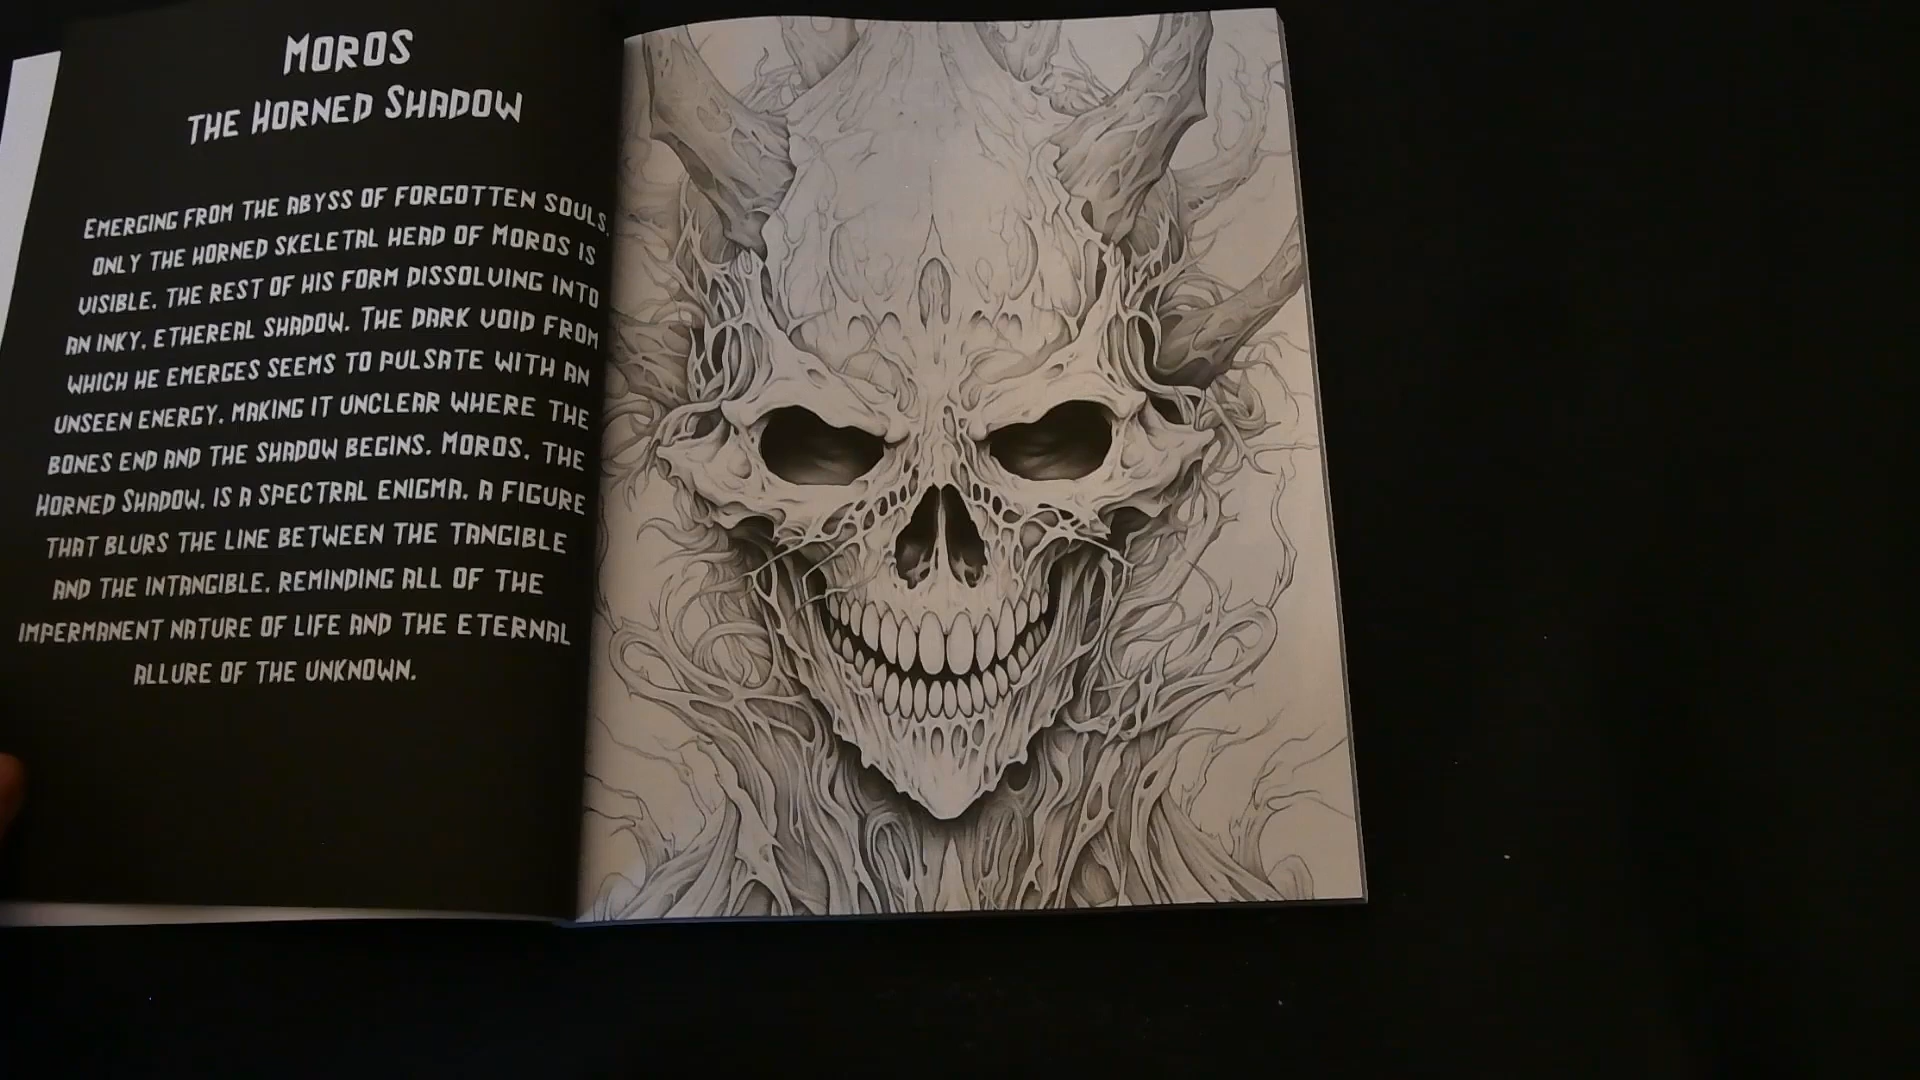 MOROS
THE HORNED SHADOW
EMERGING FROM THE ABYSS OF FORGOTTEN SOULS,
ONLY THE HORNED SKELETAL HEAD OF MOROS IS
VISIBLE, THE REST OF HIS FORM DISSOLVING INTO
AN INKY, ETHEREAL SHADOW. THE DARK VOID FROM
WHICH HE EMERGES SEEMS TO PULSATE WITH AN
UNSEEN ENERGY, MAKING IT UNCLEAR WHERE THE
BONES END AND THE SHADOW BEGINS. MOROS, THE
HORNED SHADOW, IS A SPECTRAL ENIGMA, A FIGURE
THAT BLURS THE LINE BETWEEN THE TANGIBLE
AND THE INTANGIBLE, REMINDING ALL OF THE
IMPERMANENT NATURE OF LIFE AND THE ETERNAL
ALLURE OF THE UNKNOWN.